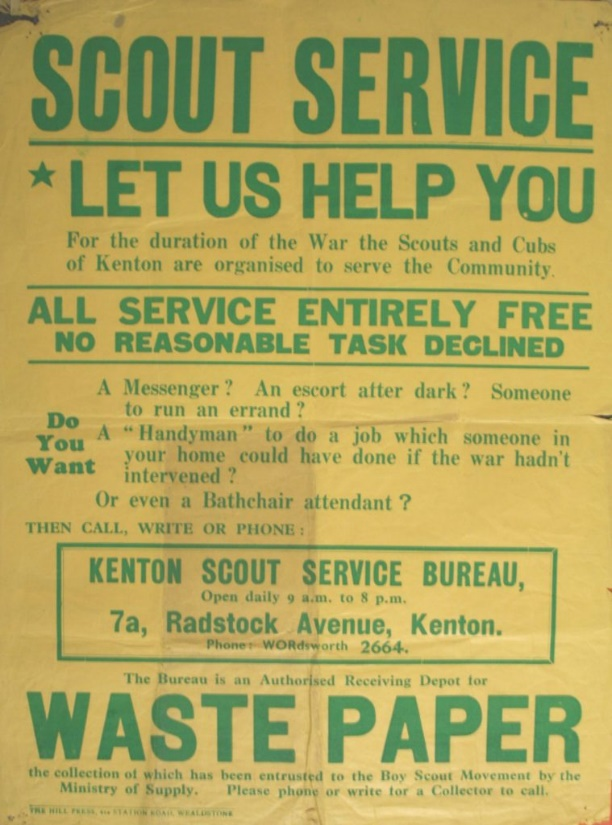 SCOUT SERVICE
★ LET US HELP YOU
For the duration of the War the Scouts and Cubs
of Kenton are organised to serve the Community.
ALL SERVICE ENTIRELY FREE
NO REASONABLE TASK DECLINED
Do
You
Want
A Messenger? An escort after dark? Someone
to run an errand?
A "Handyman" to do a job which someone in
your home could have done if the war hadn't
intervened?
Or even a Bathchair attendant?
THEN CALL, WRITE OR PHONE:
KENTON SCOUT SERVICE BUREAU,
Open daily 9 a.m. to 8 p.m.
7a, Radstock Avenue, Kenton.
Phone: WORdsworth 2664.
The Bureau is an Authorised Receiving Depot for
WASTE PAPER
the collection of which has been entrusted to the Boy Scout Movement by the
Ministry of Supply. Please phone or write for a Collector to call.
THE HILL PRESS, STATION ROAD, WEALDSTONE